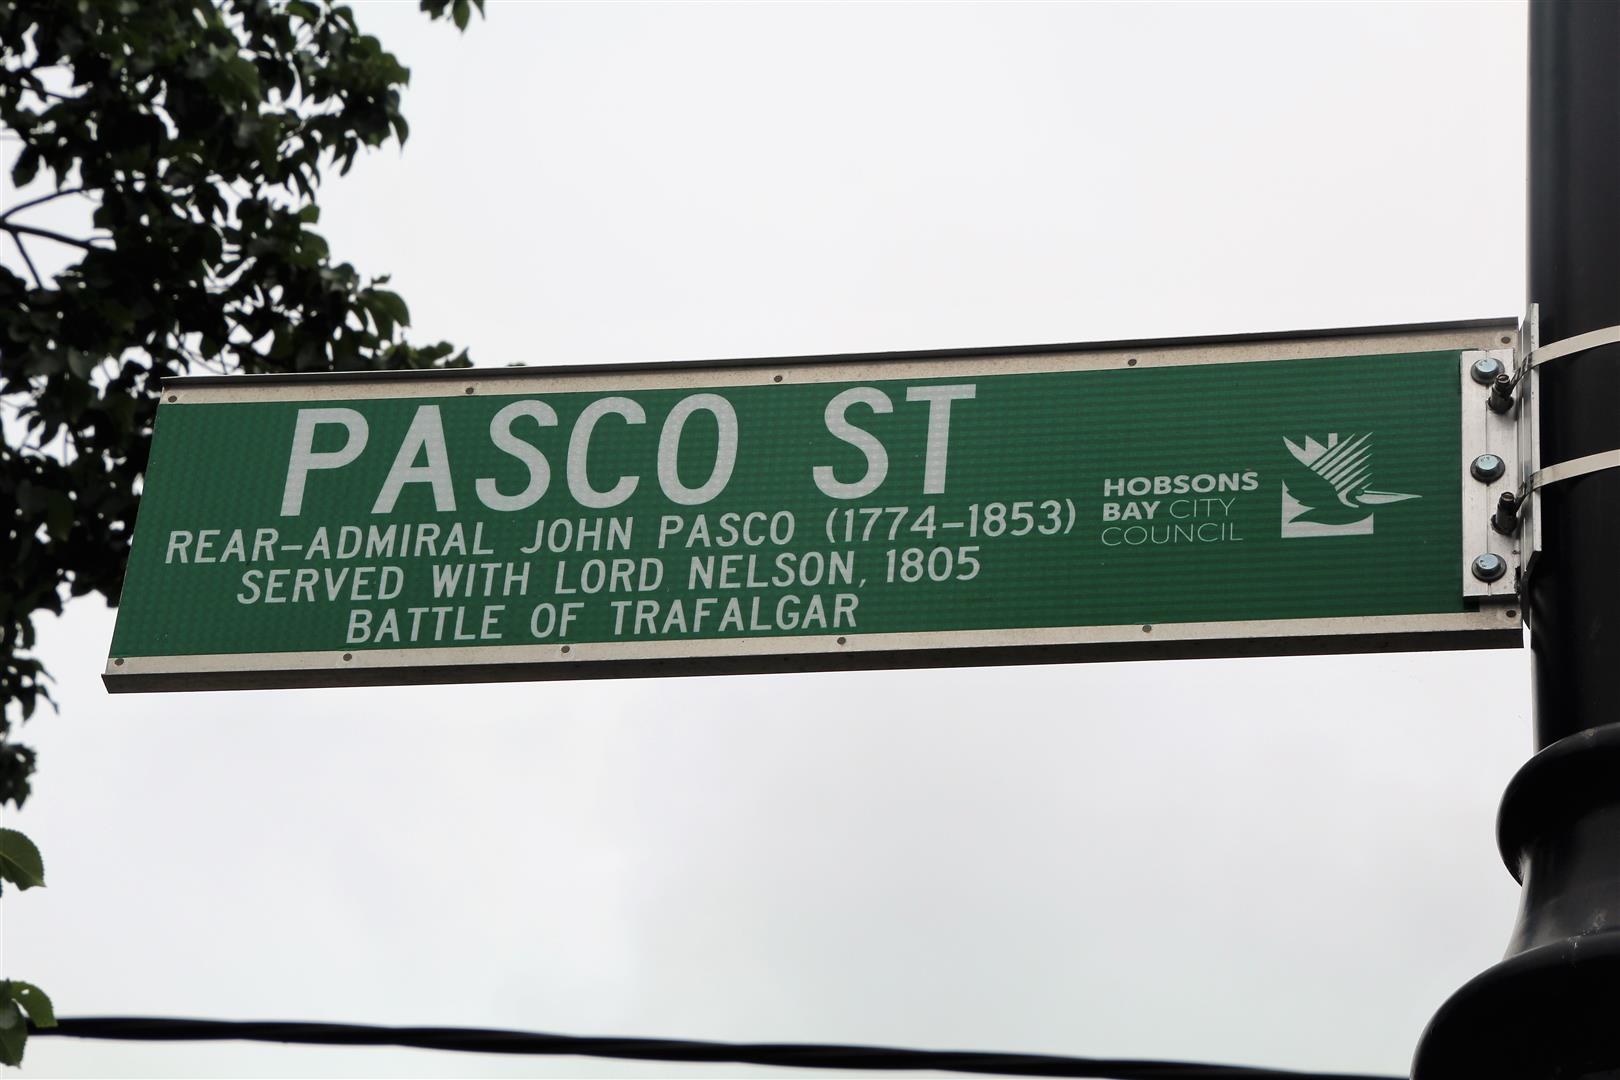 PASCO ST
REAR-ADMIRAL JOHN PASCO (1774-1853)
SERVED WITH LORD NELSON, 1805
BATTLE OF TRAFALGAR
HOBSONS
BAY CITY
COUNCIL